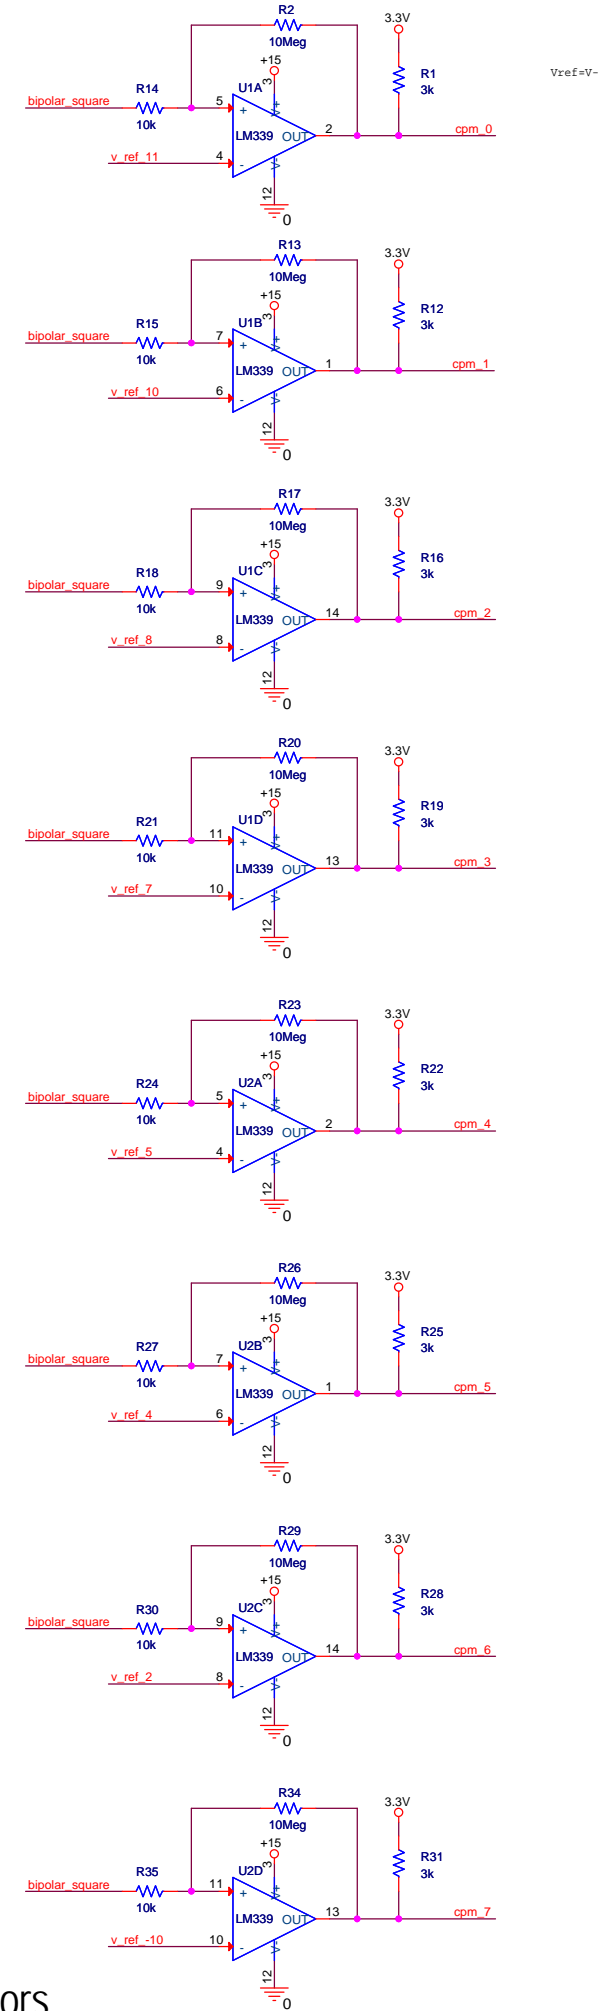 R2
10Meg
3.3V
+15
3
R1
3k
Vref=V-
R14
U1A
bipolar_square
5
+
V+
10k
LM339
OUT
2
cpm_0
v_ref_11
4
-
V-
12
0
R13
10Meg
3.3V
+15
3
R12
3k
R15
U1B
bipolar_square
7
+
V+
10k
LM339
OUT
1
cpm_1
v_ref_10
6
-
V-
12
0
R17
10Meg
3.3V
+15
3
R16
3k
R18
U1C
bipolar_square
9
+
V+
10k
LM339
OUT
14
cpm_2
v_ref_8
8
-
V-
12
0
R20
10Meg
3.3V
+15
3
R19
3k
R21
U1D
bipolar_square
11
+
V+
10k
LM339
OUT
13
cpm_3
v_ref_7
10
-
V-
12
0
R23
10Meg
3.3V
+15
3
R22
3k
R24
U2A
bipolar_square
5
+
V+
10k
LM339
OUT
2
cpm_4
v_ref_5
4
-
V-
12
0
R26
10Meg
3.3V
+15
3
R25
3k
R27
U2B
bipolar_square
7
+
V+
10k
LM339
OUT
1
cpm_5
v_ref_4
6
-
V-
12
0
R29
10Meg
3.3V
+15
3
R28
3k
R30
U2C
bipolar_square
9
+
V+
10k
LM339
OUT
14
cpm_6
v_ref_2
8
-
V-
12
0
R34
10Meg
3.3V
+15
3
R31
3k
R35
U2D
bipolar_square
11
+
V+
10k
LM339
OUT
13
cpm_7
v_ref_-10
10
-
V-
12
0
ors